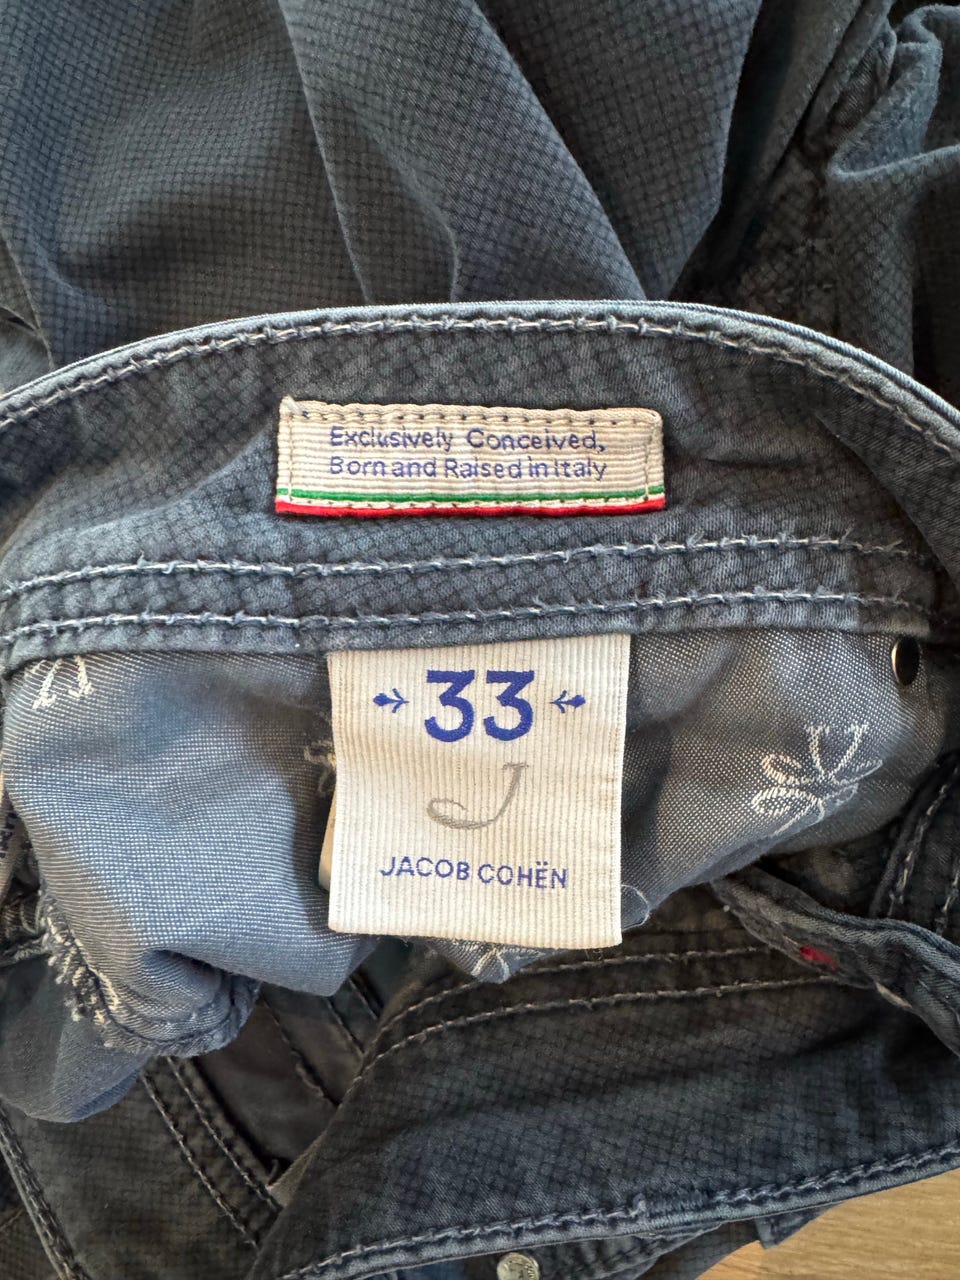 Exclusively Conceived,
Born and Raised in Italy
33
J
JACOB COHËN